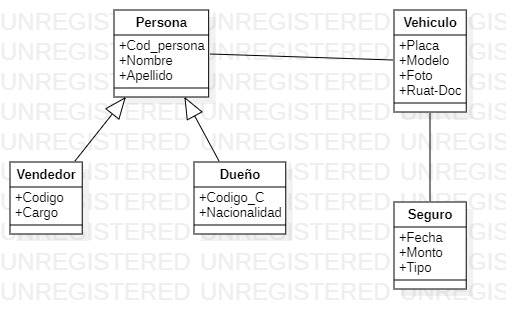 Persona
+Cod_persona
+Nombre
+Apellido
Vehiculo
+Placa
+Modelo
+Foto
+Ruat-Doc
Vendedor
+Codigo
+Cargo
Dueño
+Codigo_C
+Nacionalidad
Seguro
+Fecha
+Monto
+Tipo
UNREGISTERED